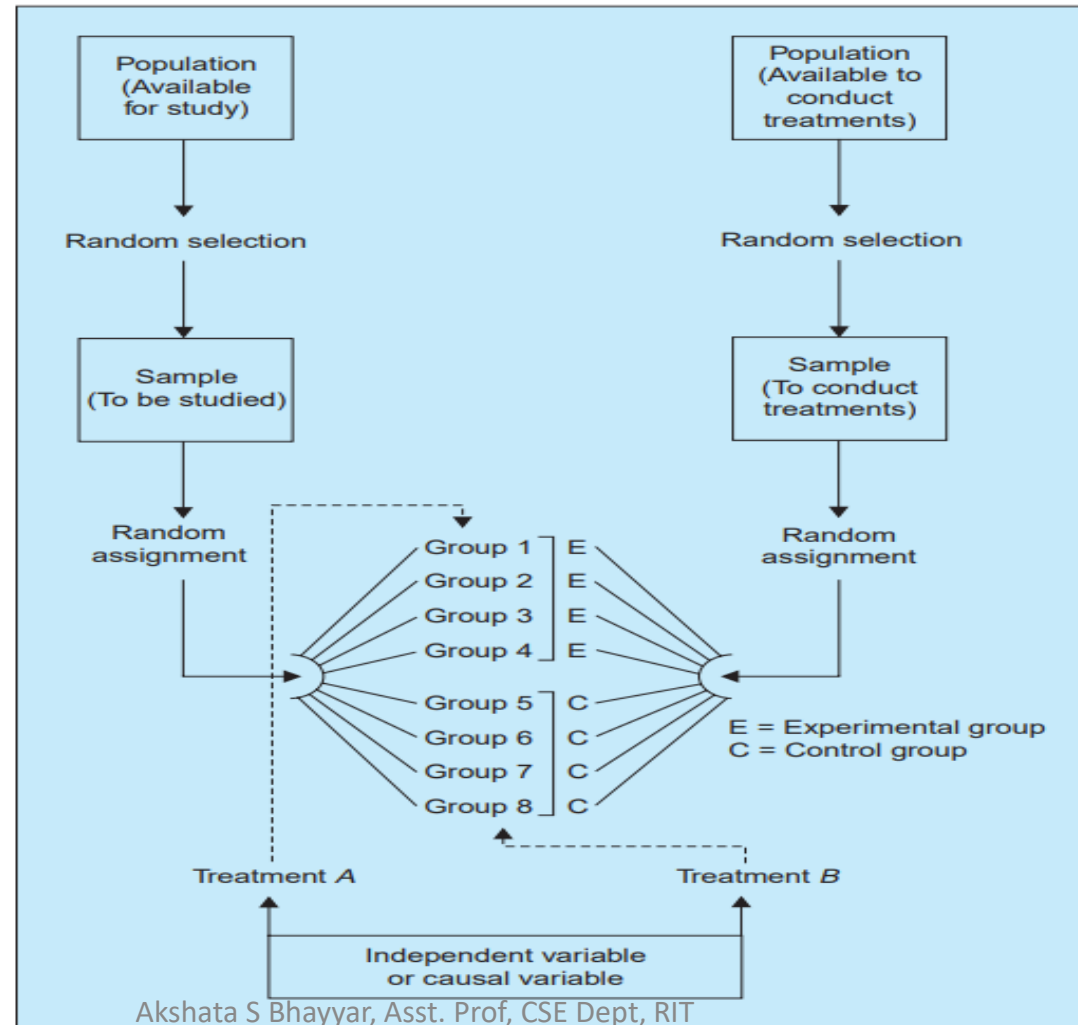 Population
(Available
for study)
Random selection
Sample
(To be studied)
Random
assignment
Population
(Available to
conduct
treatments)
Random selection
Sample
(To conduct
treatments)
Random
assignment
Group 1 E
Group 2 E
Group 3 E
Group 4 E
Group 5 C
Group 6 C
Group 7 C
Group 8 C
E = Experimental group
C = Control group
Treatment A
Treatment B
Independent variable
or causal variable
Akshata S Bhayyar, Asst. Prof, CSE Dept, RIT